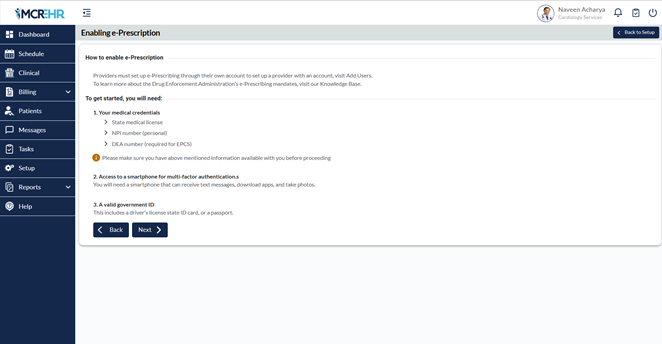 MCREHR
Naveen Acharya
Cardiology Services
Dashboard
Schedule
Clinical
Billing
Patients
Messages
Tasks
Setup
Reports
Help
Enabling e-Prescription
Back to Setup
How to enable e-Prescription
Providers must set up e-Prescribing through their own account to set up a provider with an account, visit Add Users.
To learn more about the Drug Enforcement Administration's e-Prescribing mandates, visit our Knowledge Base.
To get started, you will need:
1. Your medical credentials
State medical license
NPI number (personal)
DEA number (required for EPCS)
Please make sure you have above mentioned information available with you before proceeding
2. Access to a smartphone for multi-factor authentication.s
You will need a smartphone that can receive text messages, download apps, and take photos.
3. A valid government ID
This includes a driver's license state ID card, or a passport.
Back
Next